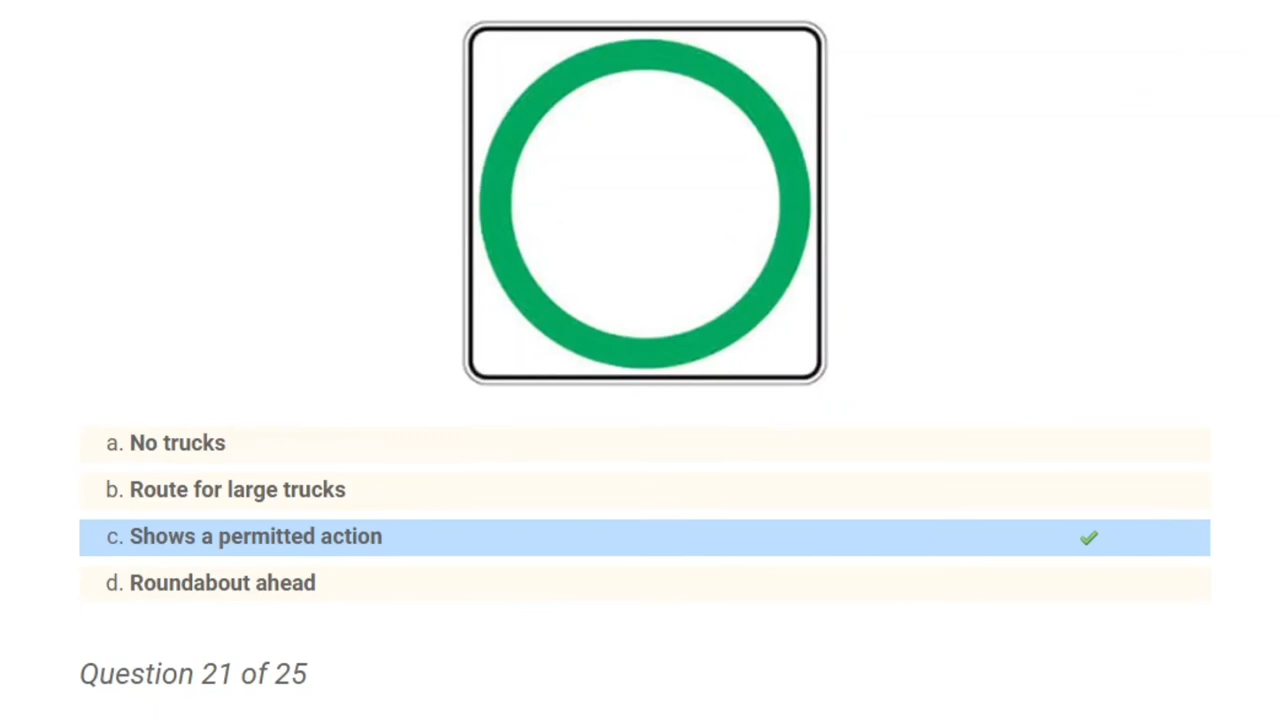 a. No trucks
b. Route for large trucks
c. Shows a permitted action
d. Roundabout ahead
Question 21 of 25